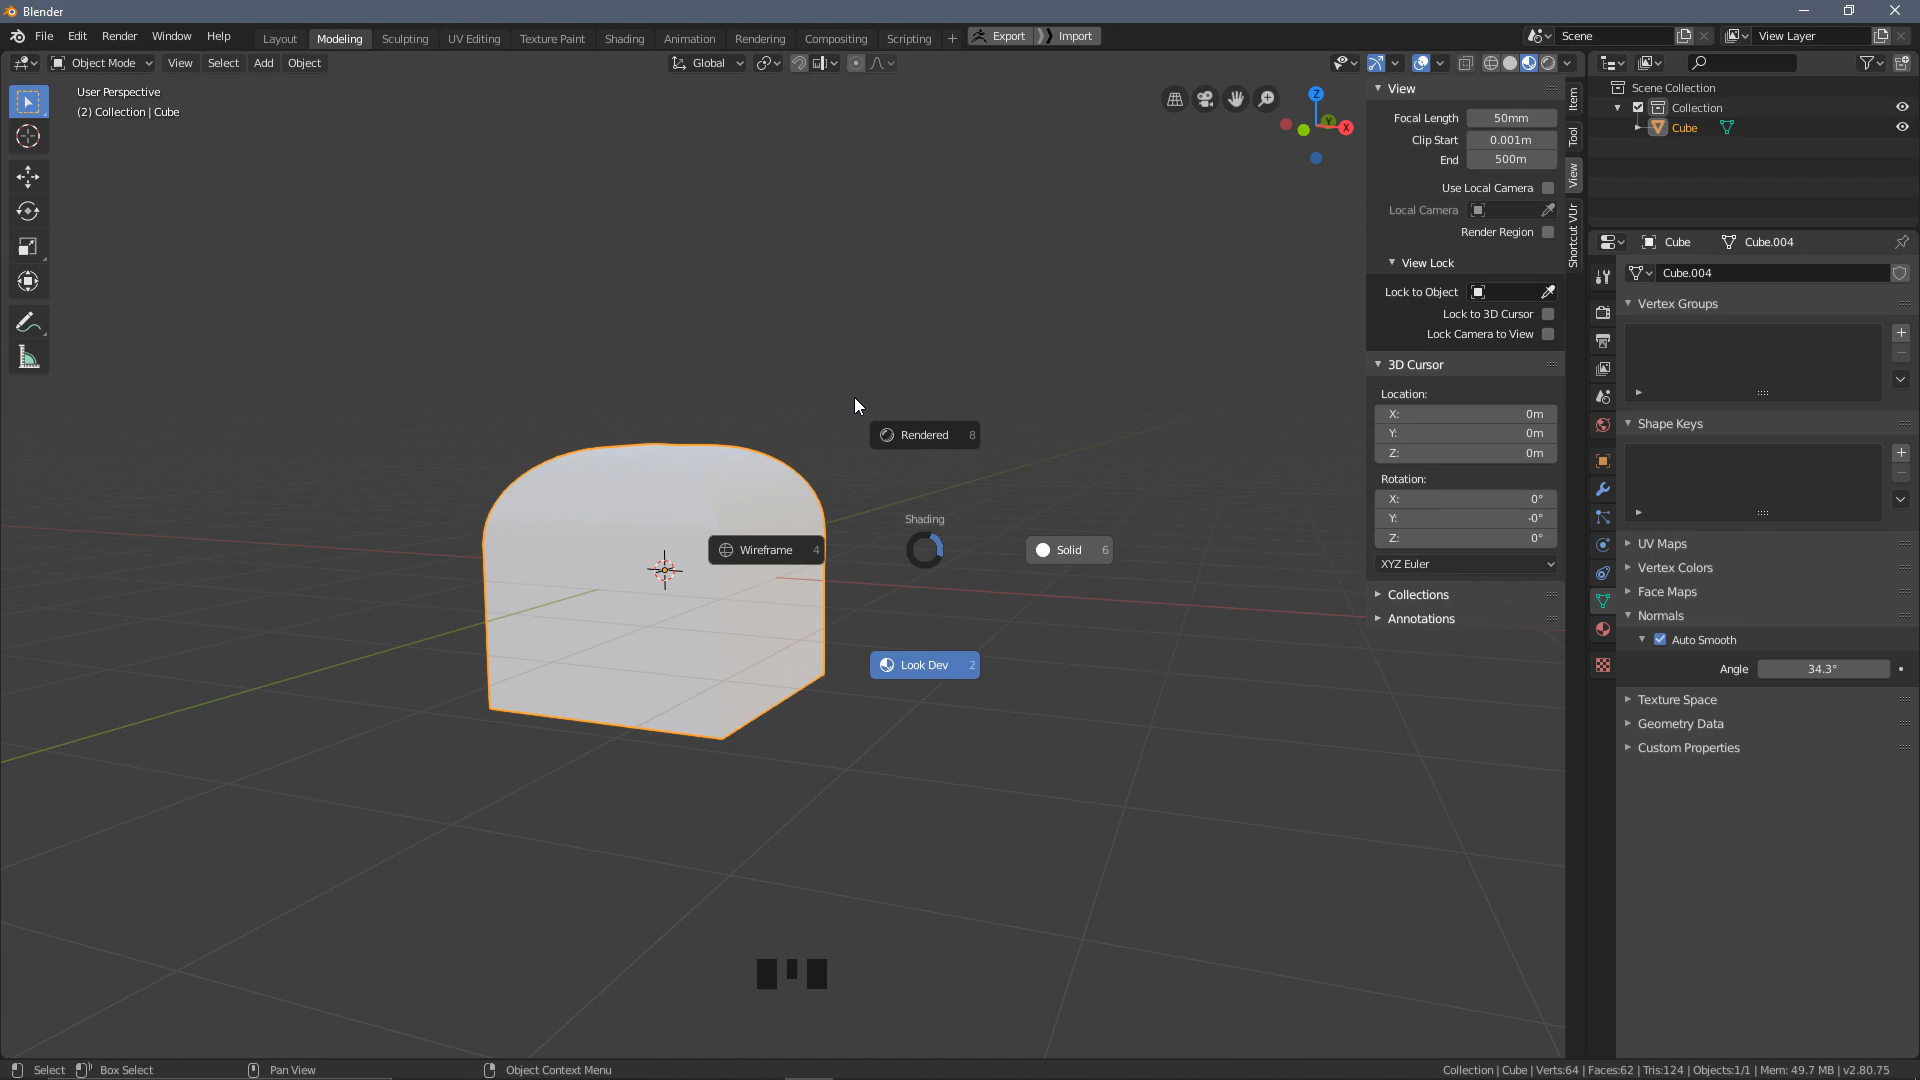 Blender
File Edit Render Window Help Layout Modeling Sculpting UV Editing Texture Paint Shading Animation Rendering Compositing Scripting + Export Import Scene View Layer
Object Mode View Select Add Object Global
User Perspective
(2) Collection | Cube
Z
Y
X
View
Focal Length 50mm
Clip Start 0.001m
End 500m
Use Local Camera
Local Camera
Render Region
View Lock
Lock to Object
Lock to 3D Cursor
Lock Camera to View
3D Cursor
Location:
X: 0m
Y: 0m
Z: 0m
Rotation:
X: 0°
Y: -0°
Z: 0°
XYZ Euler
Collections
Annotations
Item
Tool
View
Shortcut VUr
Rendered 8
Shading
Wireframe 4
Solid 6
Look Dev 2
Scene Collection
Collection
Cube
Cube Cube.004
Cube.004
Vertex Groups
Shape Keys
UV Maps
Vertex Colors
Face Maps
Normals
Auto Smooth
Angle 34.3°
Texture Space
Geometry Data
Custom Properties
Select Box Select Pan View Object Context Menu Collection | Cube | Verts:64 | Faces:62 | Tris:124 | Objects:1/1 | Mem: 49.7 MB | v2.80.75